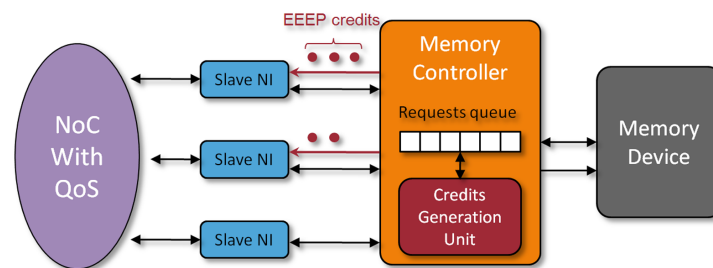 EEEP credits
NoC
With
QoS
Slave NI
Slave NI
Slave NI
Memory
Controller
Requests queue
Credits
Generation
Unit
Memory
Device